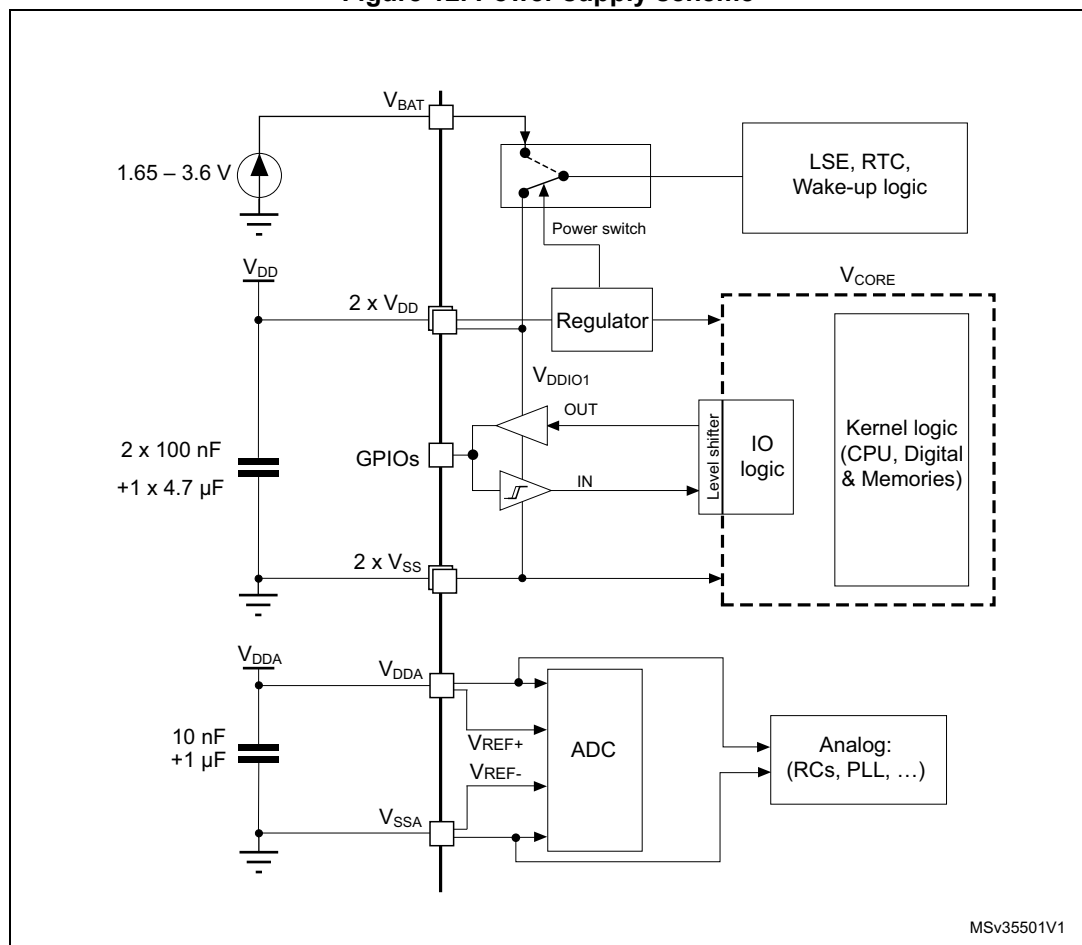 Figure 12. Power supply scheme
VBAT
1.65 – 3.6 V
Power switch
LSE, RTC,
Wake-up logic
VDD
2 x VDD
Regulator
VCORE
VDDIO1
OUT
2 x 100 nF
+1 x 4.7 µF
GPIOs
IN
Level shifter
IO
logic
Kernel logic
(CPU, Digital
& Memories)
2 x VSS
VDDA
VDDA
10 nF
+1 µF
VREF+
VREF-
ADC
Analog:
(RCs, PLL, …)
VSSA
MSv35501V1